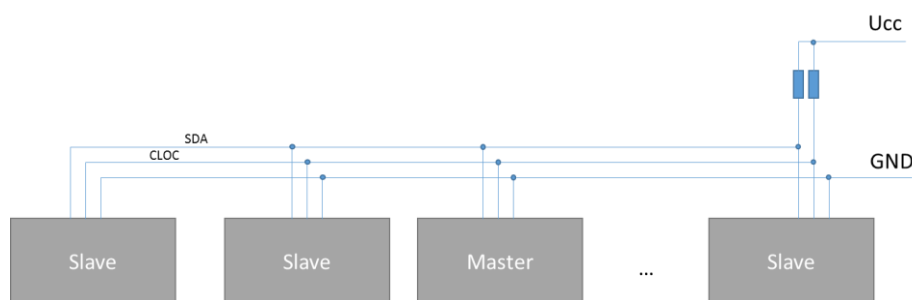 Ucc
SDA
CLOC
GND
Slave
Slave
Master
...
Slave